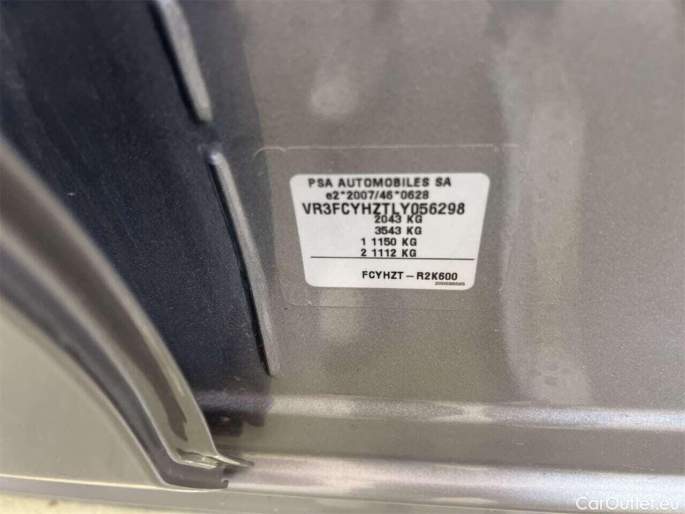 PSA AUTOMOBILES SA
e2*2007/46*0628
VR3FCYHZTLY056298
2043 KG
3543 KG
1 1150 KG
2 1112 KG
FCYHZT - R2K600
CarOutlet.eu